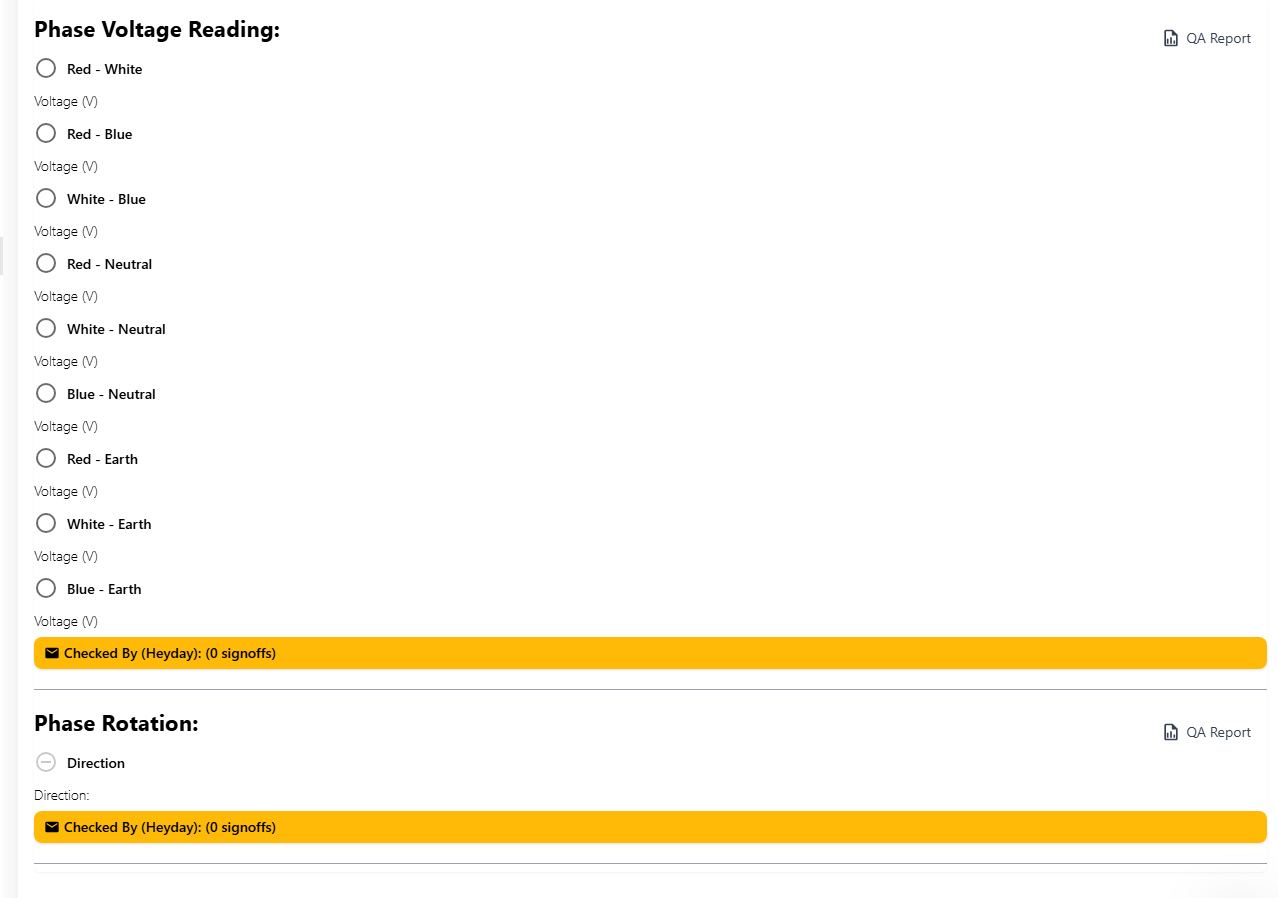 Phase Voltage Reading:
QA Report
Red - White
Voltage (V)
Red - Blue
Voltage (V)
White - Blue
Voltage (V)
Red - Neutral
Voltage (V)
White - Neutral
Voltage (V)
Blue - Neutral
Voltage (V)
Red - Earth
Voltage (V)
White - Earth
Voltage (V)
Blue - Earth
Voltage (V)
Checked By (Heyday): (0 signoffs)
Phase Rotation:
QA Report
Direction
Direction:
Checked By (Heyday): (0 signoffs)